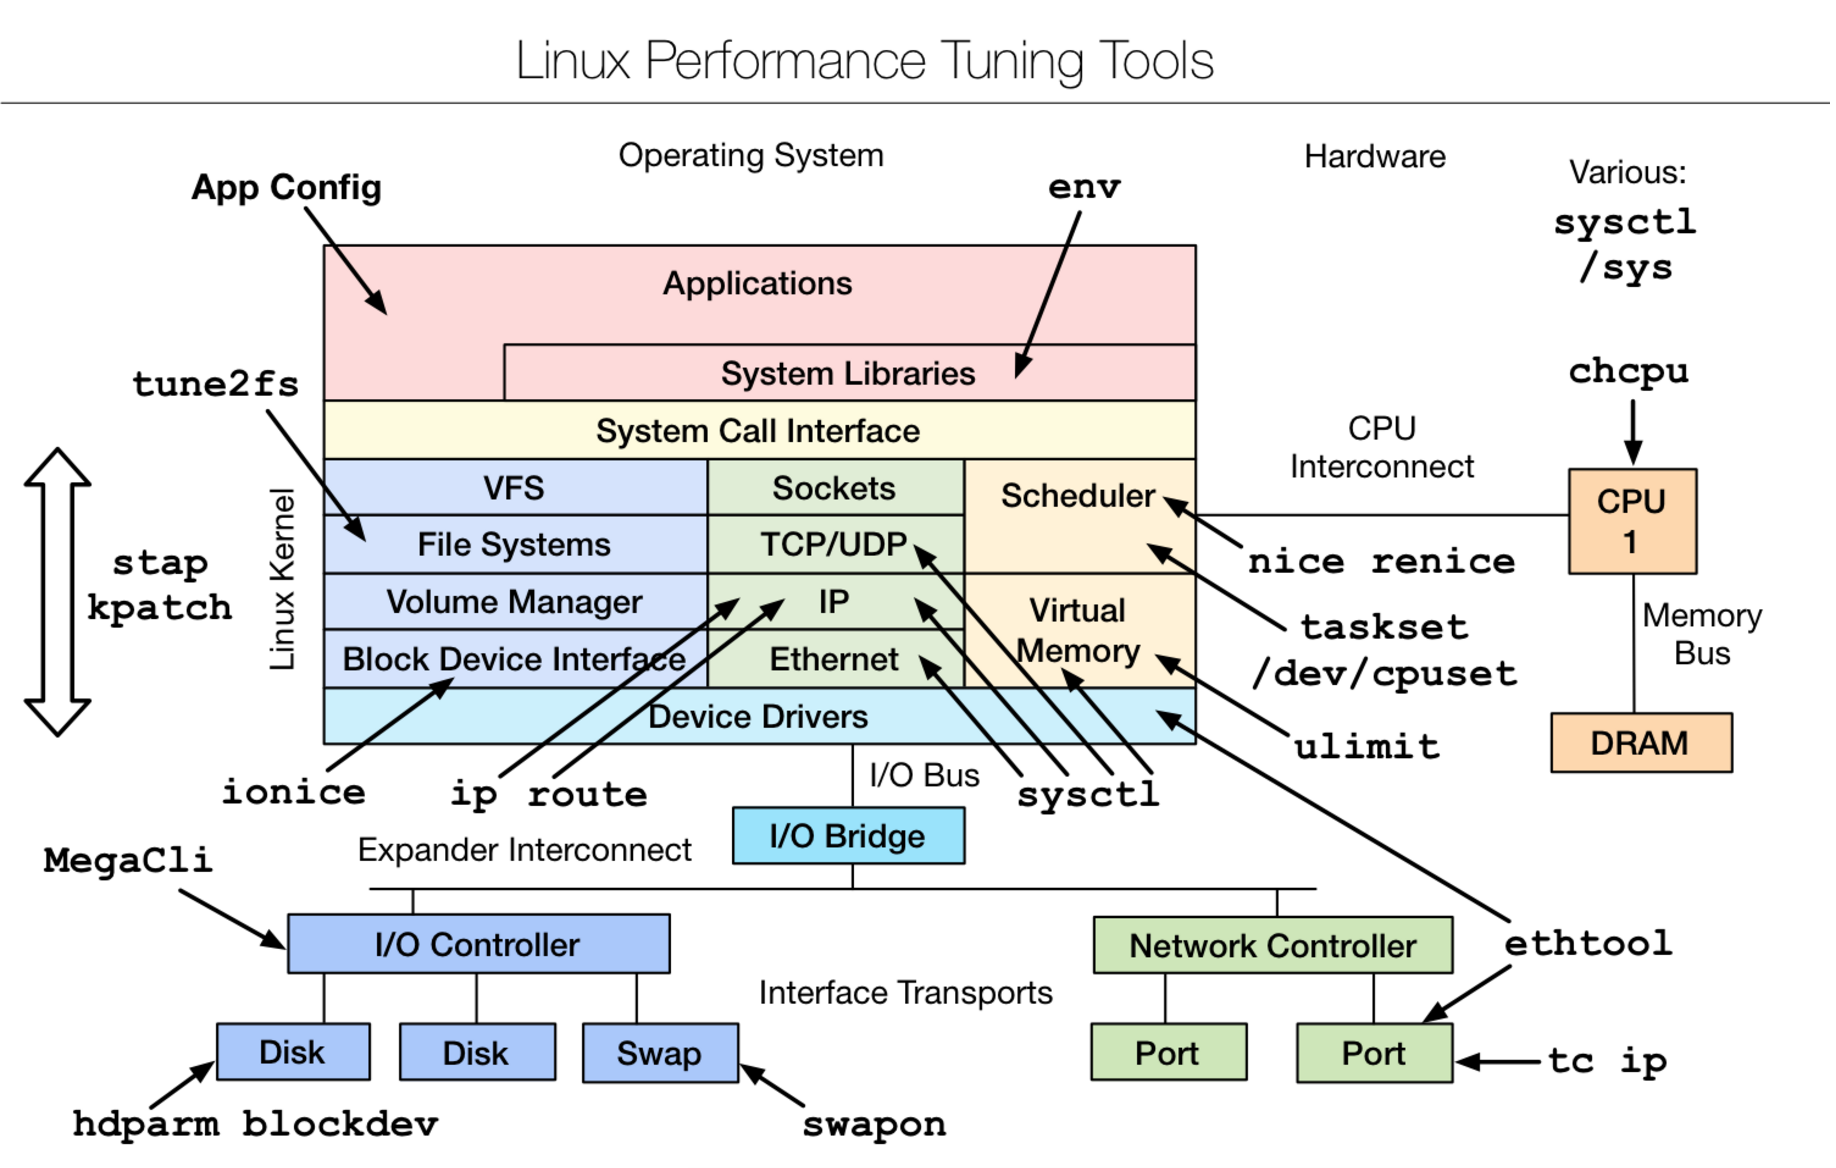 Linux Performance Tuning Tools
Operating System
Hardware
Various:
sysctl
/sys
App Config
env
Applications
System Libraries
tune2fs
System Call Interface
chcpu
CPU
Interconnect
VFS
Sockets
Scheduler
CPU
1
Linux Kernel
File Systems
TCP/UDP
nice renice
stap
kpatch
Volume Manager
IP
Virtual
Memory
taskset
/dev/cpuset
Memory
Bus
Block Device Interface
Ethernet
Device Drivers
ulimit
DRAM
ionice
ip route
I/O Bus
sysctl
I/O Bridge
Expander Interconnect
MegaCli
I/O Controller
Network Controller
ethtool
Interface Transports
Disk
Disk
Swap
Port
Port
tc ip
hdparm blockdev
swapon